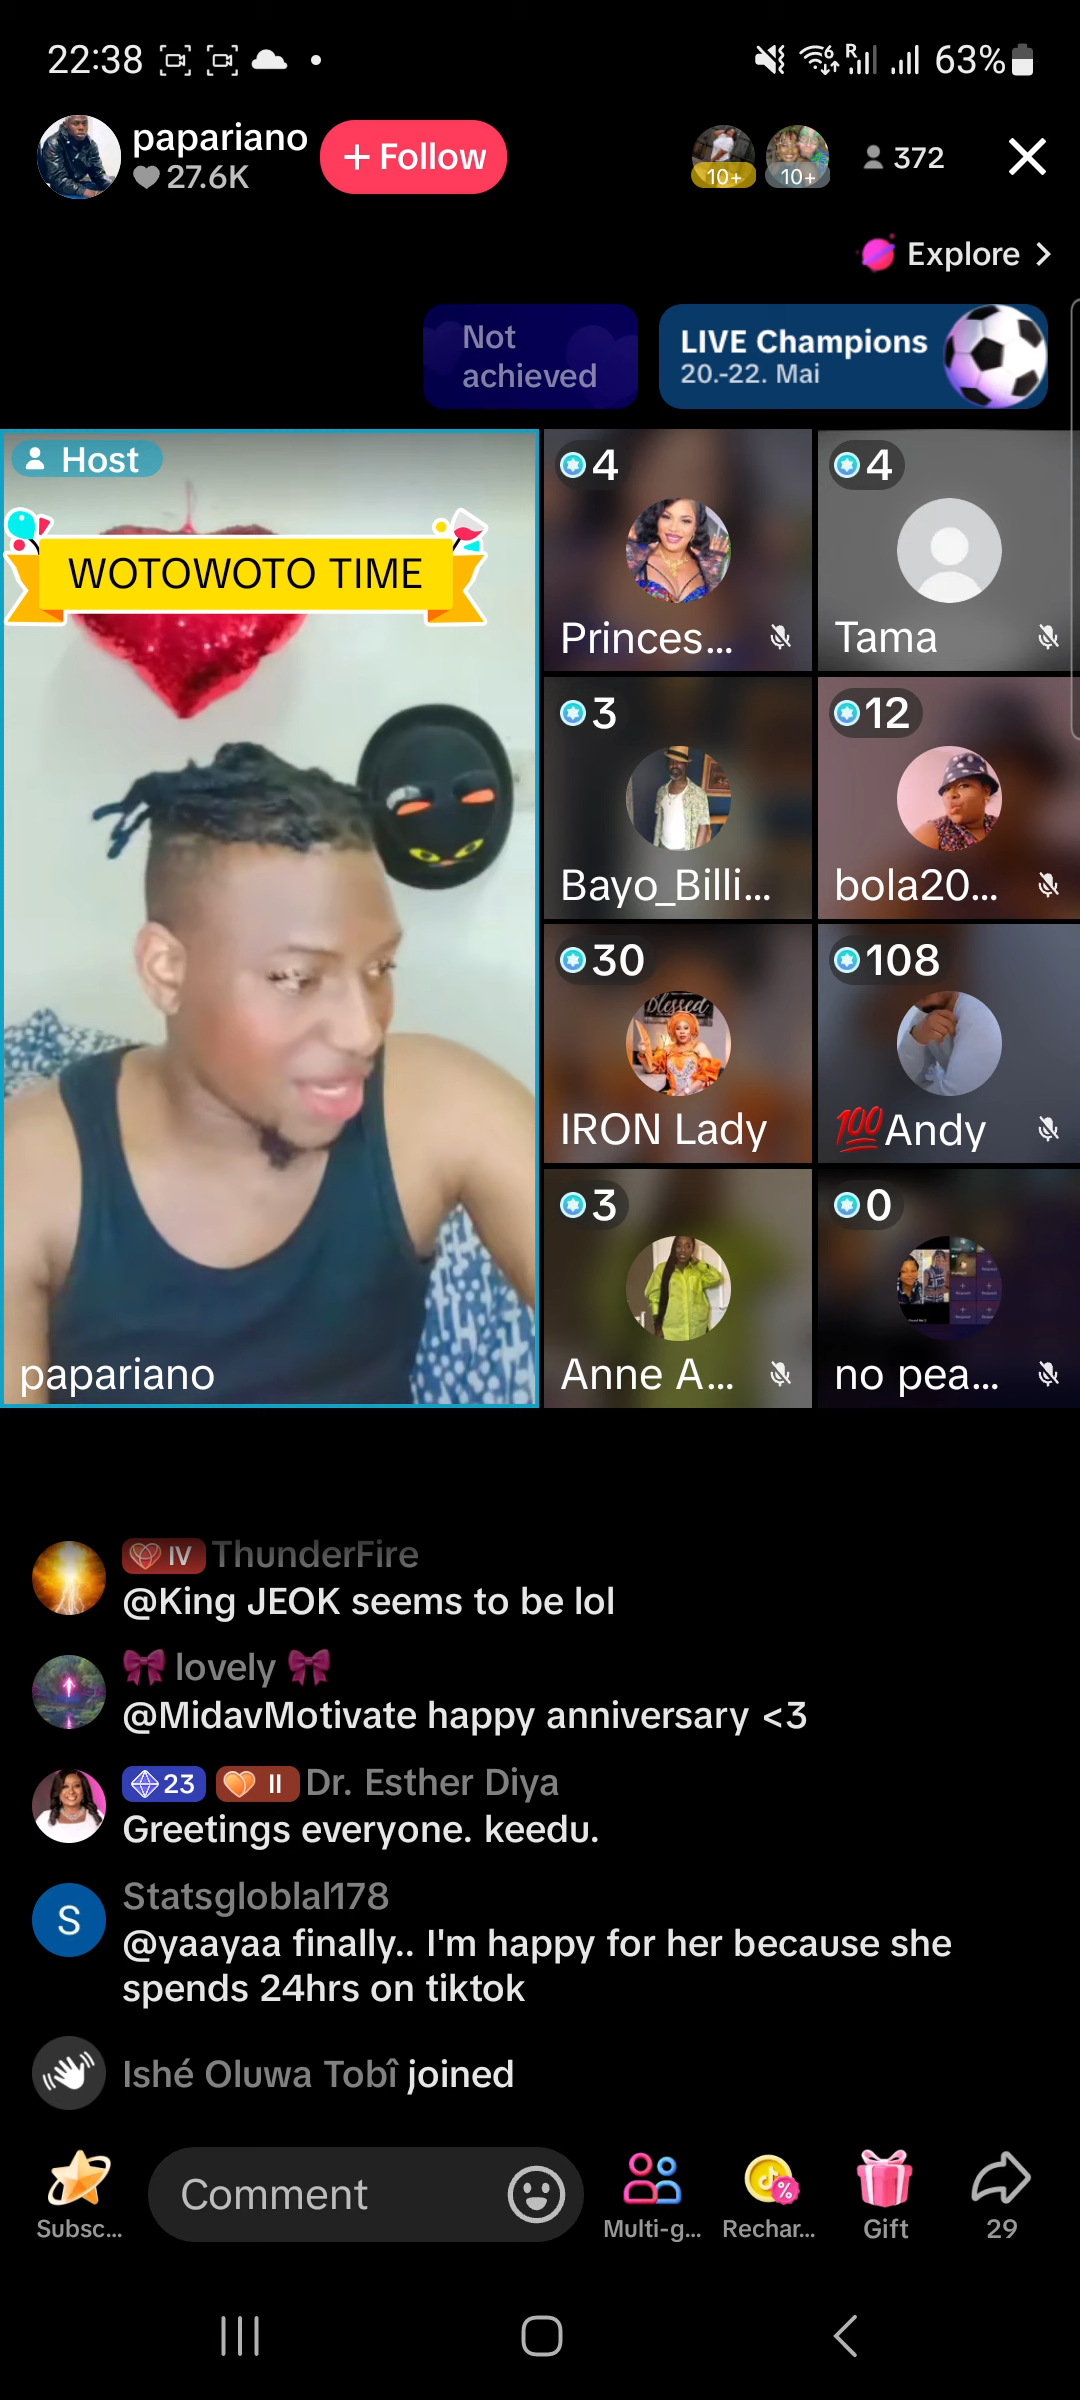 22:38
R
63%
papariano
27.6K
+ Follow
10+
10+
372
Explore
Not
achieved
LIVE Champions
20.-22. Mai
Host
WOTOWOTO TIME
papariano
4
Princes...
4
Tama
3
Bayo_Billi...
12
bola20...
Blessed
30
IRON Lady
108
💯Andy
3
Anne A...
0
no pea...
IV ThunderFire
@King JEOK seems to be lol
🎀 lovely 🎀
@MidavMotivate happy anniversary <3
23 II Dr. Esther Diya
Greetings everyone. keedu.
S
Statsgloblal178
@yaayaa finally.. I'm happy for her because she
spends 24hrs on tiktok
Ishé Oluwa Tobî joined
Comment
Subsc...
Multi-g...
Rechar...
Gift
29